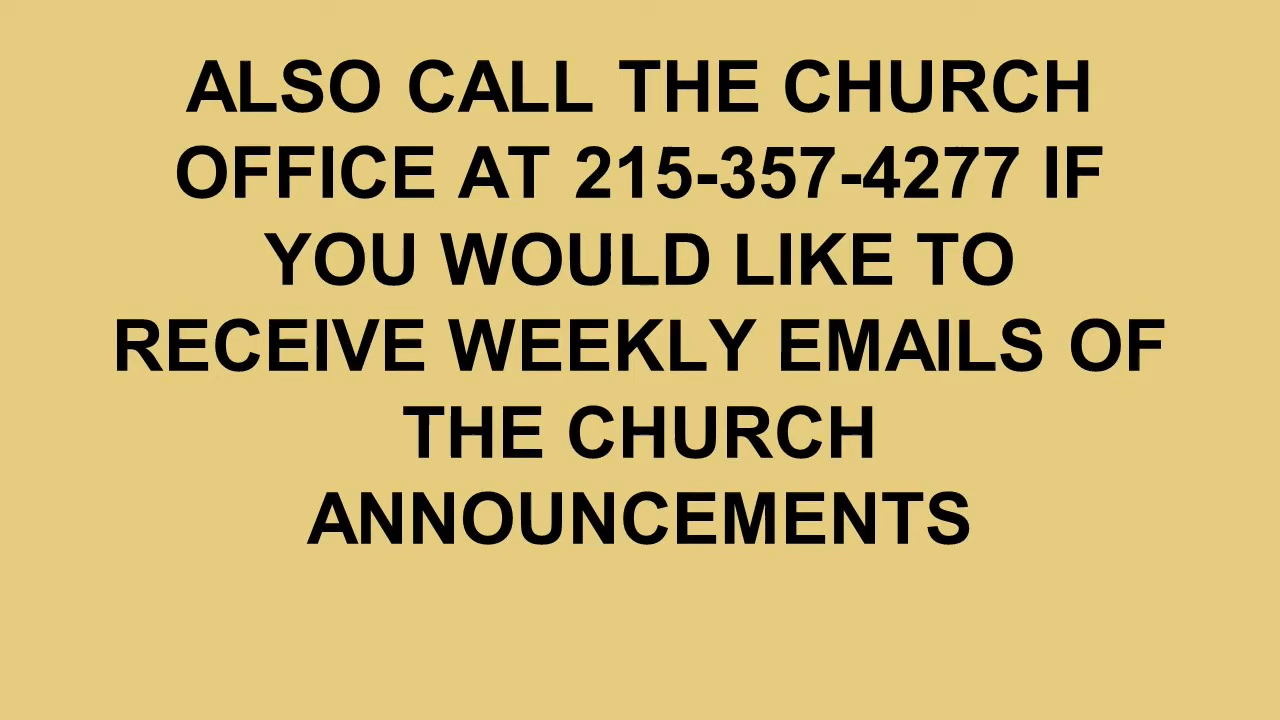 ALSO CALL THE CHURCH
OFFICE AT 215-357-4277 IF
YOU WOULD LIKE TO
RECEIVE WEEKLY EMAILS OF
THE CHURCH
ANNOUNCEMENTS